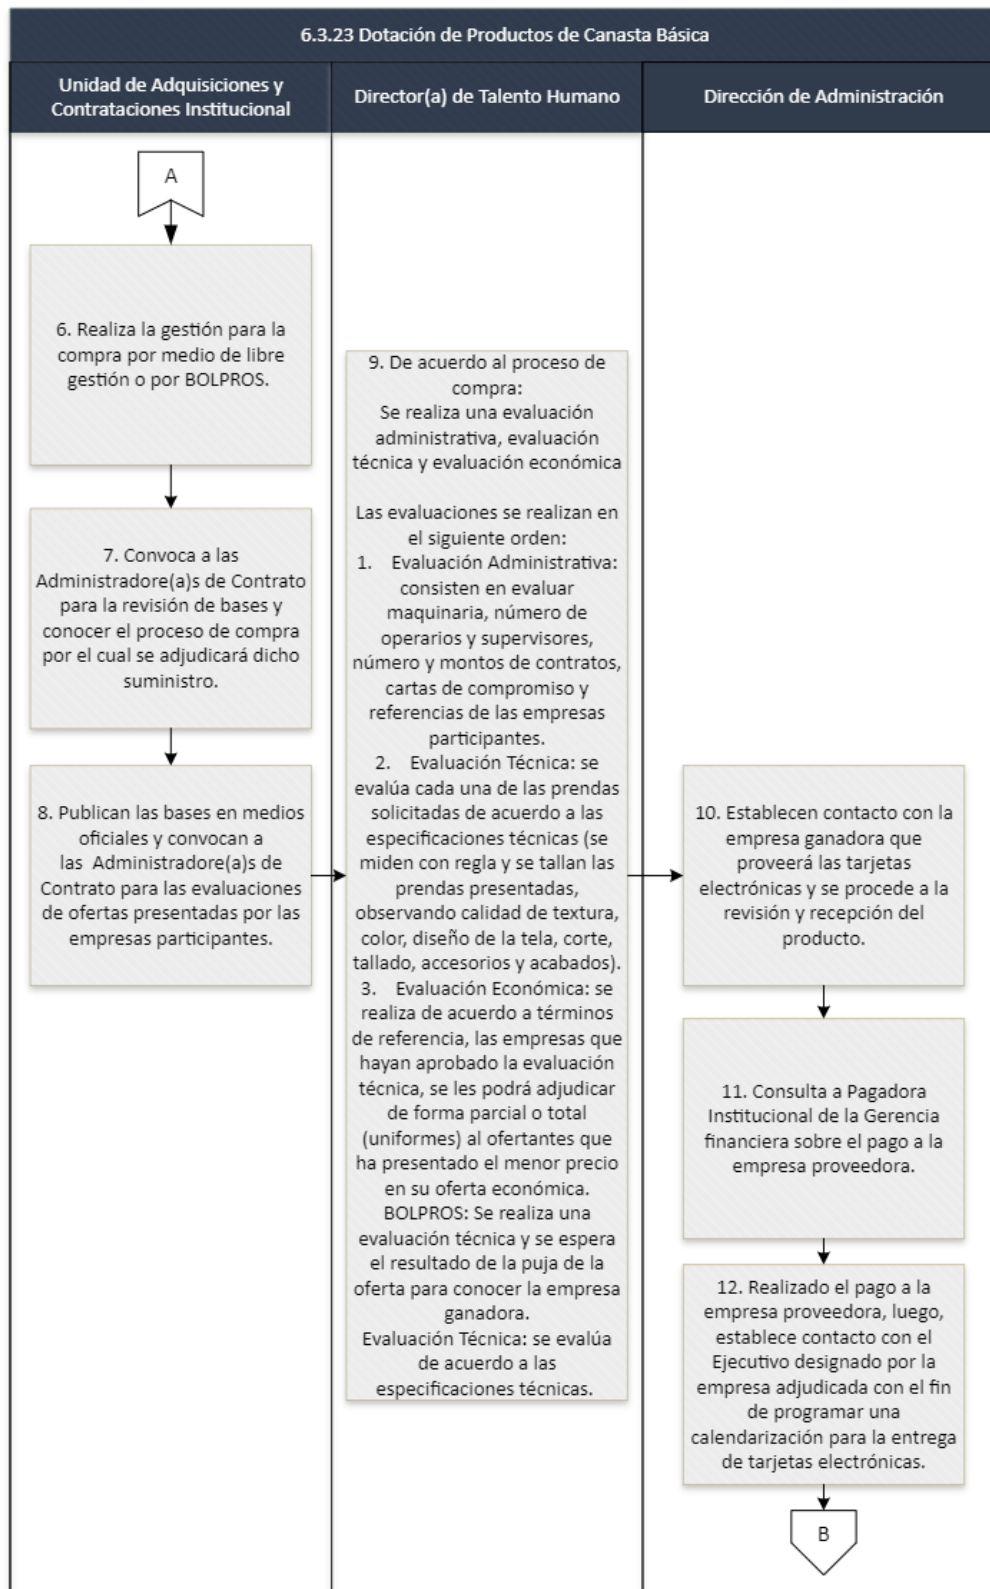 6.3.23 Dotación de Productos de Canasta Básica
Unidad de Adquisiciones y
Contrataciones Institucional
Director(a) de Talento Humano
Dirección de Administración
A
6. Realiza la gestión para la
compra por medio de libre
gestión o por BOLPROS.
7. Convoca a las
Administradore(a)s de Contrato
para la revisión de bases y
conocer el proceso de compra
por el cual se adjudicará dicho
suministro.
8. Publican las bases en medios
oficiales y convocan a
las Administradore(a)s de
Contrato para las evaluaciones
de ofertas presentadas por las
empresas participantes.
9. De acuerdo al proceso de
compra:
Se realiza una evaluación
administrativa, evaluación
técnica y evaluación económica
Las evaluaciones se realizan en
el siguiente orden:
1. Evaluación Administrativa:
consisten en evaluar
maquinaria, número de
operarios y supervisores,
número y montos de contratos,
cartas de compromiso y
referencias de las empresas
participantes.
2. Evaluación Técnica: se
evalúa cada una de las prendas
solicitadas de acuerdo a las
especificaciones técnicas (se
miden con regla y se tallan las
prendas presentadas,
observando calidad de textura,
color, diseño de la tela, corte,
tallado, accesorios y acabados).
3. Evaluación Económica: se
realiza de acuerdo a términos
de referencia, las empresas que
hayan aprobado la evaluación
técnica, se les podrá adjudicar
de forma parcial o total
(uniformes) al ofertantes que
ha presentado el menor precio
en su oferta económica.
BOLPROS: Se realiza una
evaluación técnica y se espera
el resultado de la puja de la
oferta para conocer la empresa
ganadora.
Evaluación Técnica: se evalúa
de acuerdo a las
especificaciones técnicas.
10. Establecen contacto con la
empresa ganadora que
proveerá las tarjetas
electrónicas y se procede a la
revisión y recepción del
producto.
11. Consulta a Pagadora
Institucional de la Gerencia
financiera sobre el pago a la
empresa proveedora.
12. Realizado el pago a la
empresa proveedora, luego,
establece contacto con el
Ejecutivo designado por la
empresa adjudicada con el fin
de programar una
calendarización para la entrega
de tarjetas electrónicas.
B